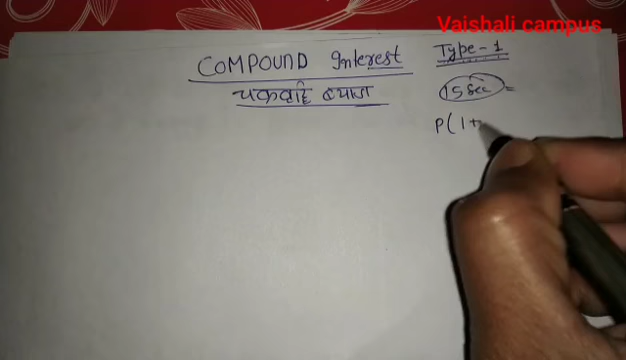 Vaishali campus
COMPOUND Interest
Type-1
चक्रवृद्धि ब्याज
15 Sec =
P(1+